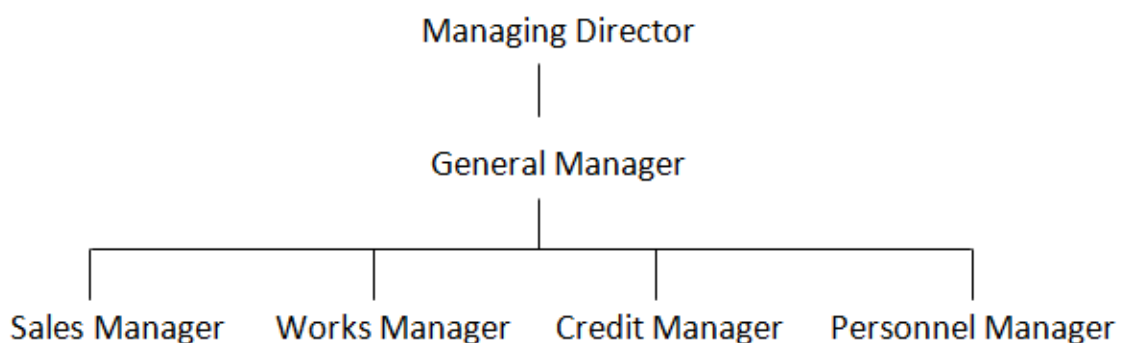 Managing Director
General Manager
Sales Manager Works Manager Credit Manager Personnel Manager